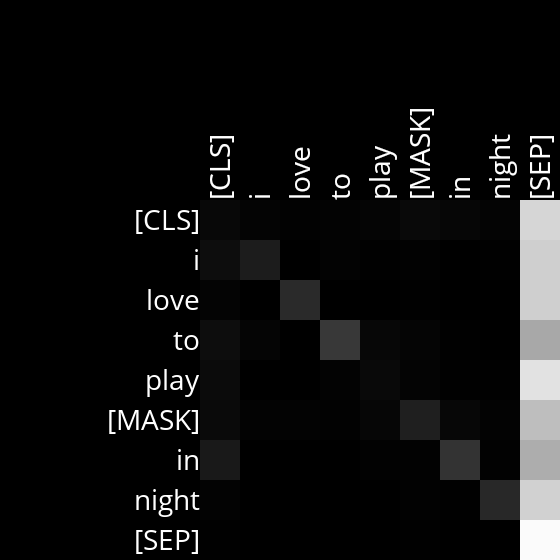 [CLS] i love to play [MASK] in night [SEP]
[CLS]
i
love
to
play
[MASK]
in
night
[SEP]